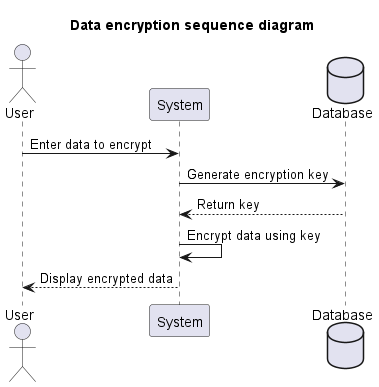 Data encryption sequence diagram
User
System
Database
Enter data to encrypt
Generate encryption key
Return key
Encrypt data using key
Display encrypted data
User
System
Database